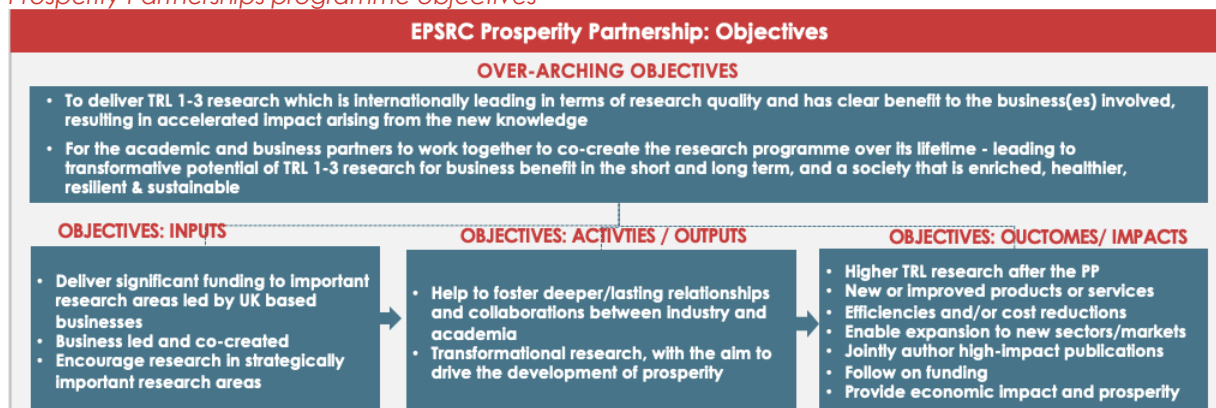 Prosperity Partnerships programme objectives
EPSRC Prosperity Partnership: Objectives
OVER-ARCHING OBJECTIVES
• To deliver TRL 1-3 research which is internationally leading in terms of research quality and has clear benefit to the business(es) involved,
resulting in accelerated impact arising from the new knowledge
• For the academic and business partners to work together to co-create the research programme over its lifetime - leading to
transformative potential of TRL 1-3 research for business benefit in the short and long term, and a society that is enriched, healthier,
resilient & sustainable
OBJECTIVES: INPUTS
• Deliver significant funding to important
research areas led by UK based
businesses
• Business led and co-created
• Encourage research in strategically
important research areas
OBJECTIVES: ACTIVTIES / OUTPUTS
• Help to foster deeper/lasting relationships
and collaborations between industry and
academia
• Transformational research, with the aim to
drive the development of prosperity
OBJECTIVES: OUCTOMES/ IMPACTS
• Higher TRL research after the PP
• New or improved products or services
• Efficiencies and/or cost reductions
• Enable expansion to new sectors/markets
• Jointly author high-impact publications
• Follow on funding
• Provide economic impact and prosperity